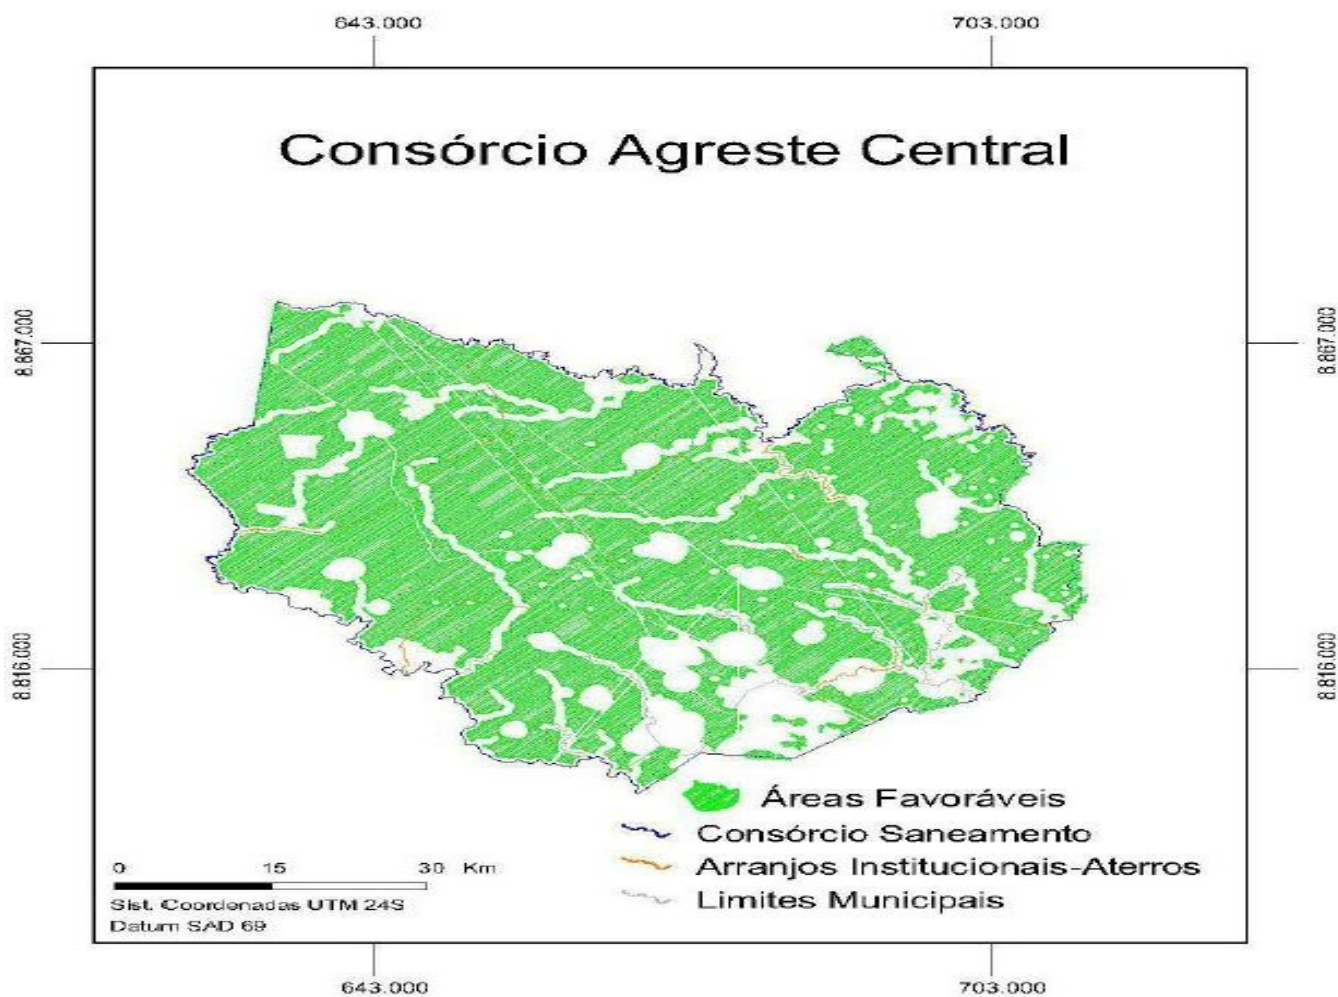 643.000 703.000
Consórcio Agreste Central
8.867.000 8.867.000
8.816.000 8.816.000
Áreas Favoráveis
Consórcio Saneamento
Arranjos Institucionais-Aterros
Limites Municipais
0 15 30 Km
Sist. Coordenadas UTM 24S
Datum SAD 69
643.000 703.000